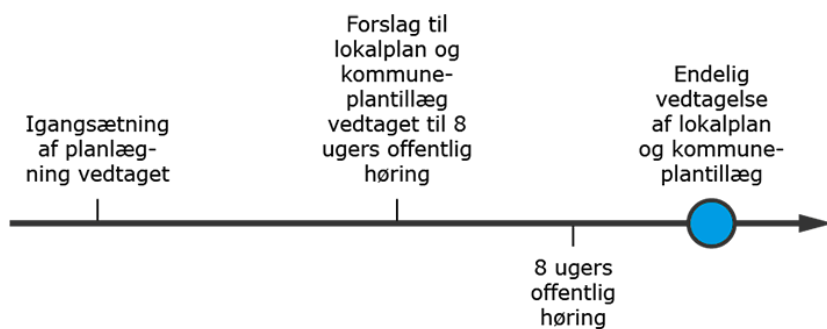 Igangsætning
af planlæg-
ning vedtaget
Forslag til
lokalplan og
kommune-
plantillæg
vedtaget til 8
ugers offentlig
høring
8 ugers
offentlig
høring
Endelig
vedtagelse
af lokalplan
og kommune-
plantillæg